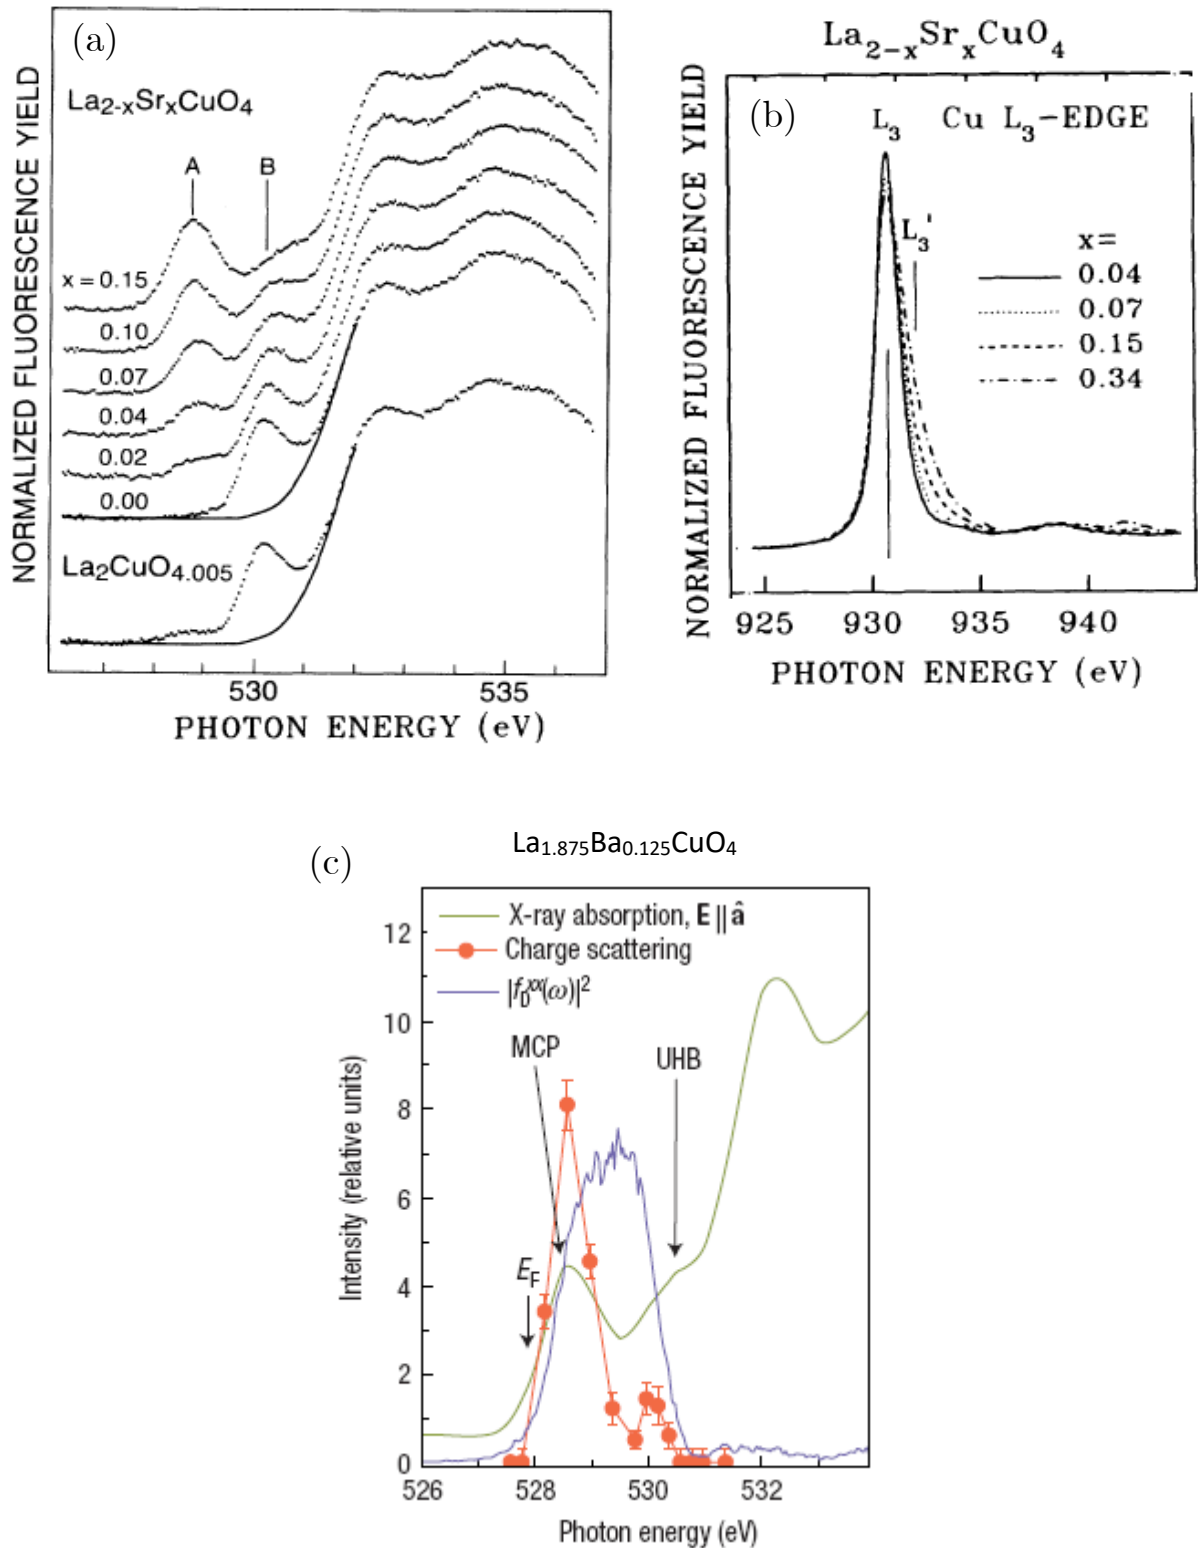 (a)
La2-xSrxCuO4
A
B
x = 0.15
0.10
0.07
0.04
0.02
0.00
La2CuO4.005
NORMALIZED FLUORESCENCE YIELD
530
535
PHOTON ENERGY (eV)
La2-xSrxCuO4
(b)
L3
Cu L3-EDGE
L3'
x=
0.04
0.07
0.15
0.34
NORMALIZED FLUORESCENCE YIELD
925
930
935
940
PHOTON ENERGY (eV)
La1.875Ba0.125CuO4
(c)
X-ray absorption, E || â
Charge scattering
|fDxx(ω)|2
MCP
UHB
EF
12
10
8
6
4
2
0
Intensity (relative units)
526
528
530
532
Photon energy (eV)